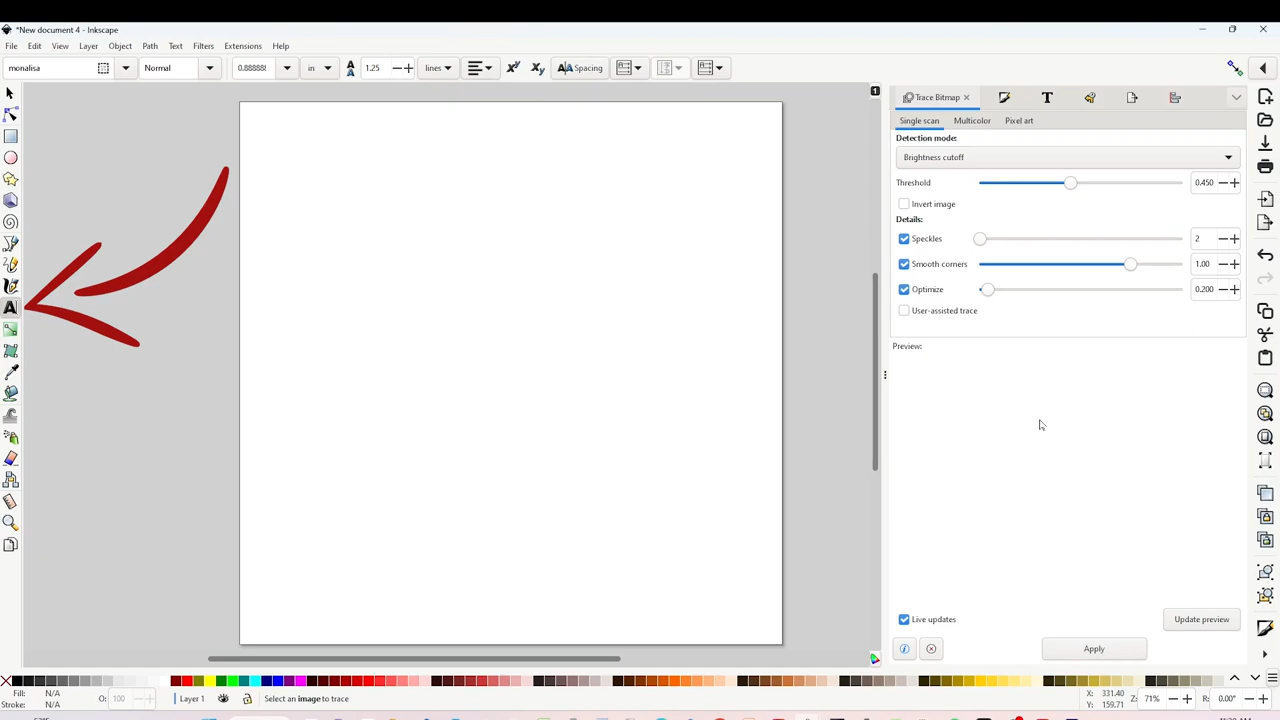 *New document 4 - Inkscape
File Edit View Layer Object Path Text Filters Extensions Help
monalisa Normal 0.888888 in 1.25 lines Spacing
1
Trace Bitmap
Single scan Multicolor Pixel art
Detection mode:
Brightness cutoff
Threshold 0.450
Invert image
Details:
Speckles 2
Smooth corners 1.00
Optimize 0.200
User-assisted trace
Preview:
Live updates Update preview
Apply
Fill: N/A O: 100 Layer 1 Select an image to trace X: 331.40 Z: 71% R: 0.00°
Stroke: N/A Y: 159.71